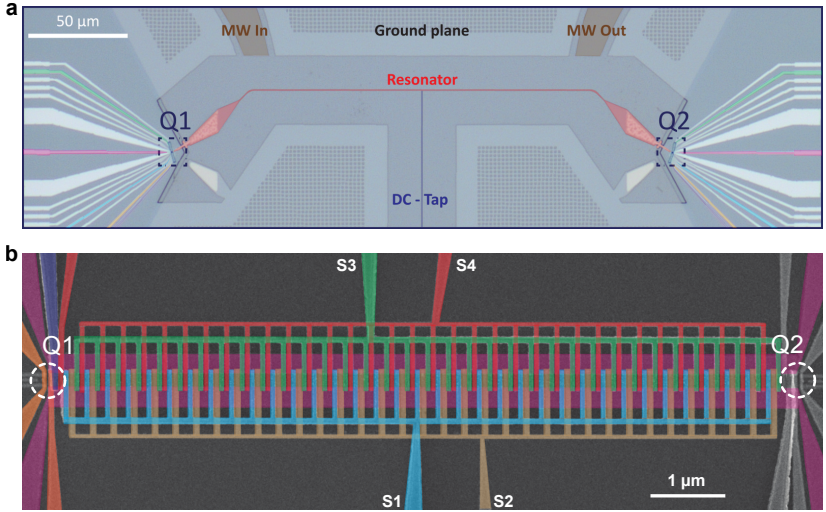 a
50 µm
MW In
Ground plane
MW Out
Resonator
Q1
Q2
DC - Tap
b
S3
S4
Q1
Q2
S1
S2
1 µm